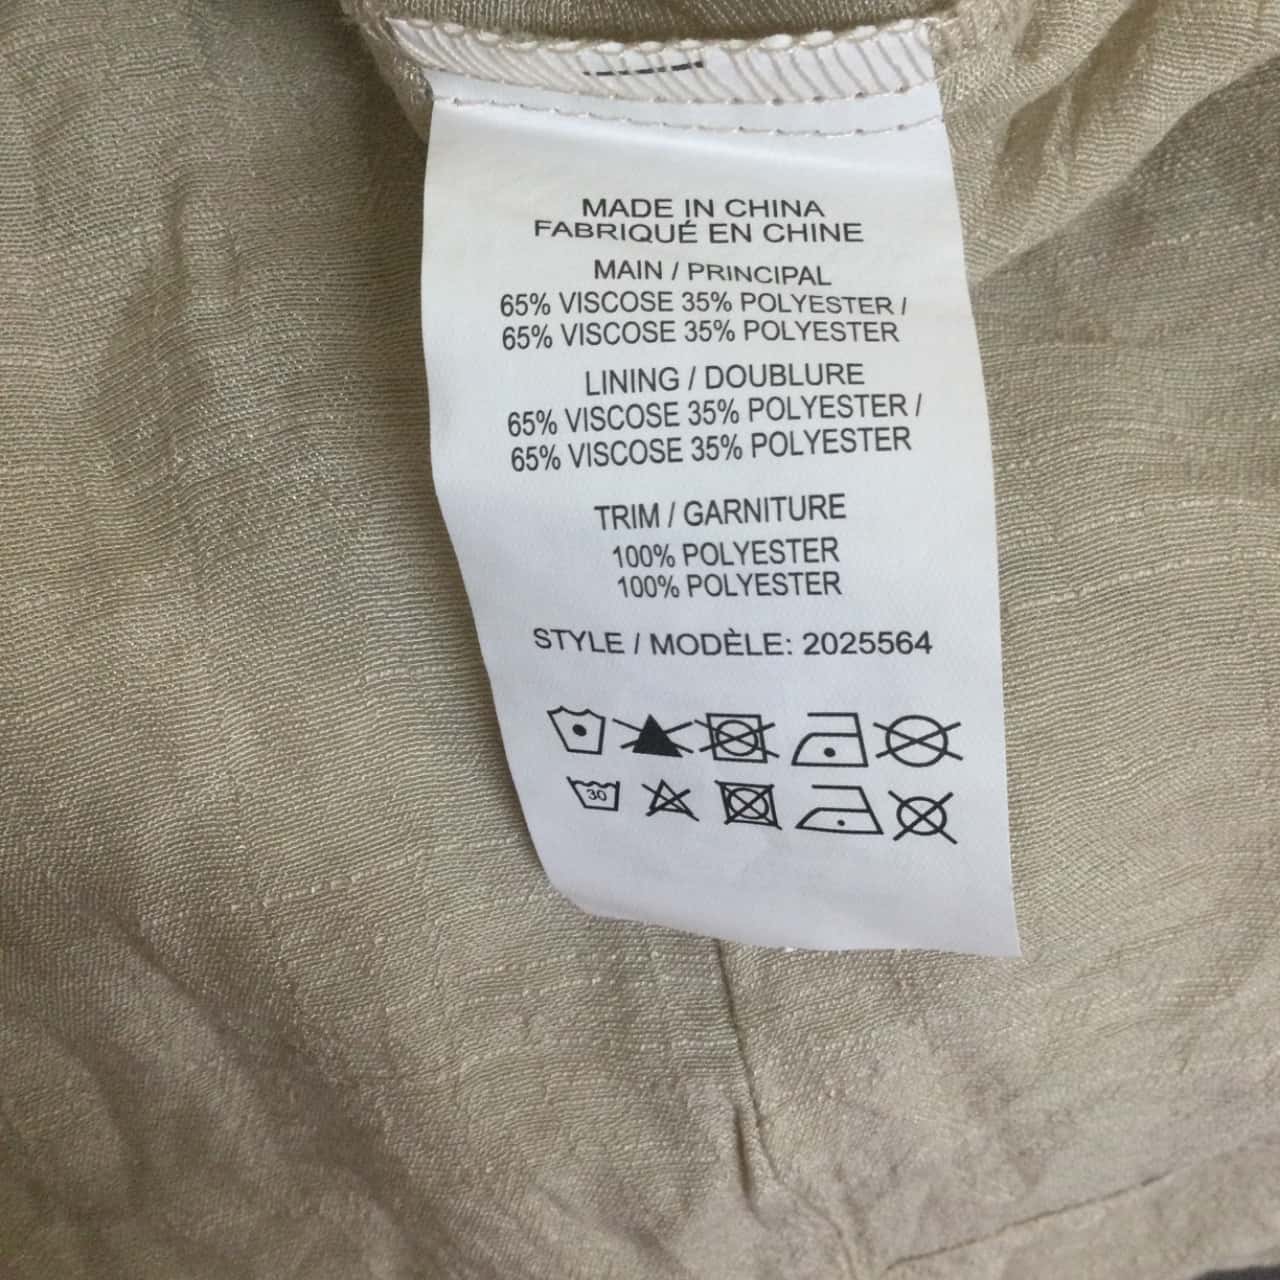 MADE IN CHINA
FABRIQUÉ EN CHINE
MAIN / PRINCIPAL
65% VISCOSE 35% POLYESTER /
65% VISCOSE 35% POLYESTER
LINING / DOUBLURE
65% VISCOSE 35% POLYESTER /
65% VISCOSE 35% POLYESTER
TRIM / GARNITURE
100% POLYESTER
100% POLYESTER
STYLE / MODÈLE: 2025564
30